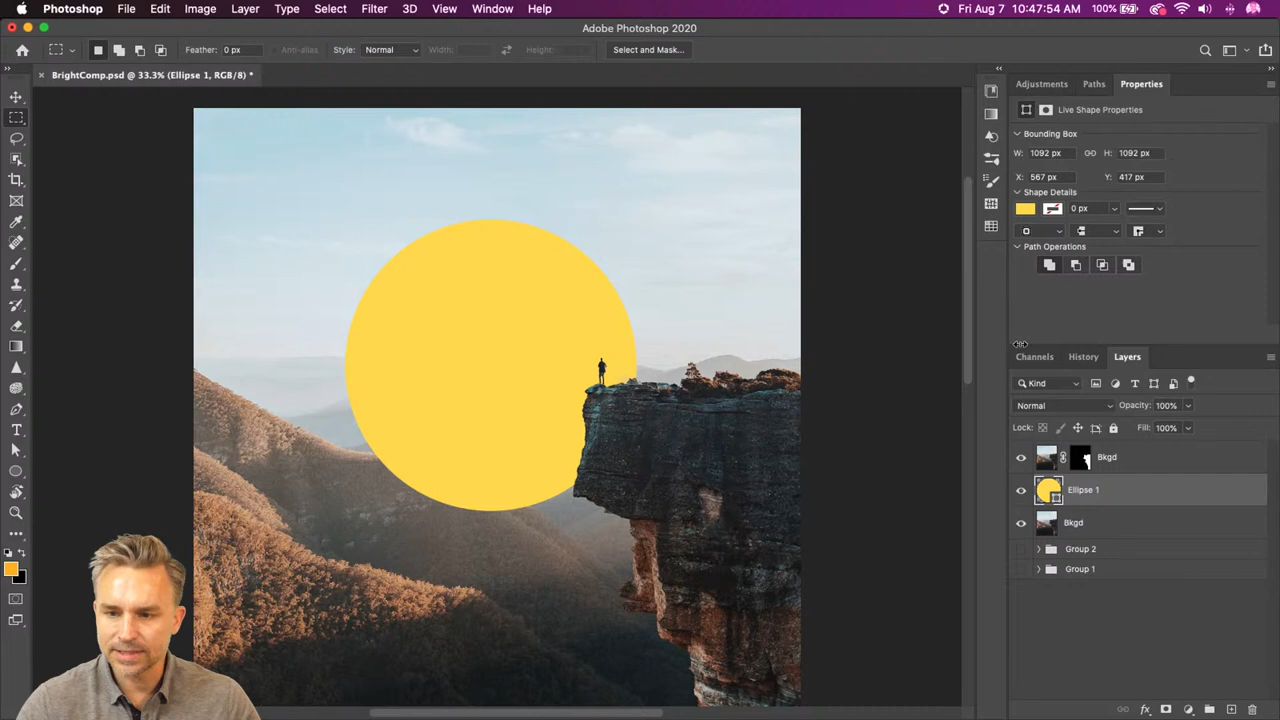 Photoshop File Edit Image Layer Type Select Filter 3D View Window Help 100% Fri Aug 7 10:47:54 AM
Adobe Photoshop 2020
Feather: 0 px Anti-alias Style: Normal Width: Height: Select and Mask...
BrightComp.psd @ 33.3% (Ellipse 1, RGB/8) *
Adjustments Paths Properties
Live Shape Properties
Bounding Box
W: 1092 px H: 1092 px
X: 567 px Y: 417 px
Shape Details
0 px
Path Operations
Channels History Layers
Kind
Normal Opacity: 100%
Lock: Fill: 100%
Bkgd
Ellipse 1
Bkgd
Group 2
Group 1